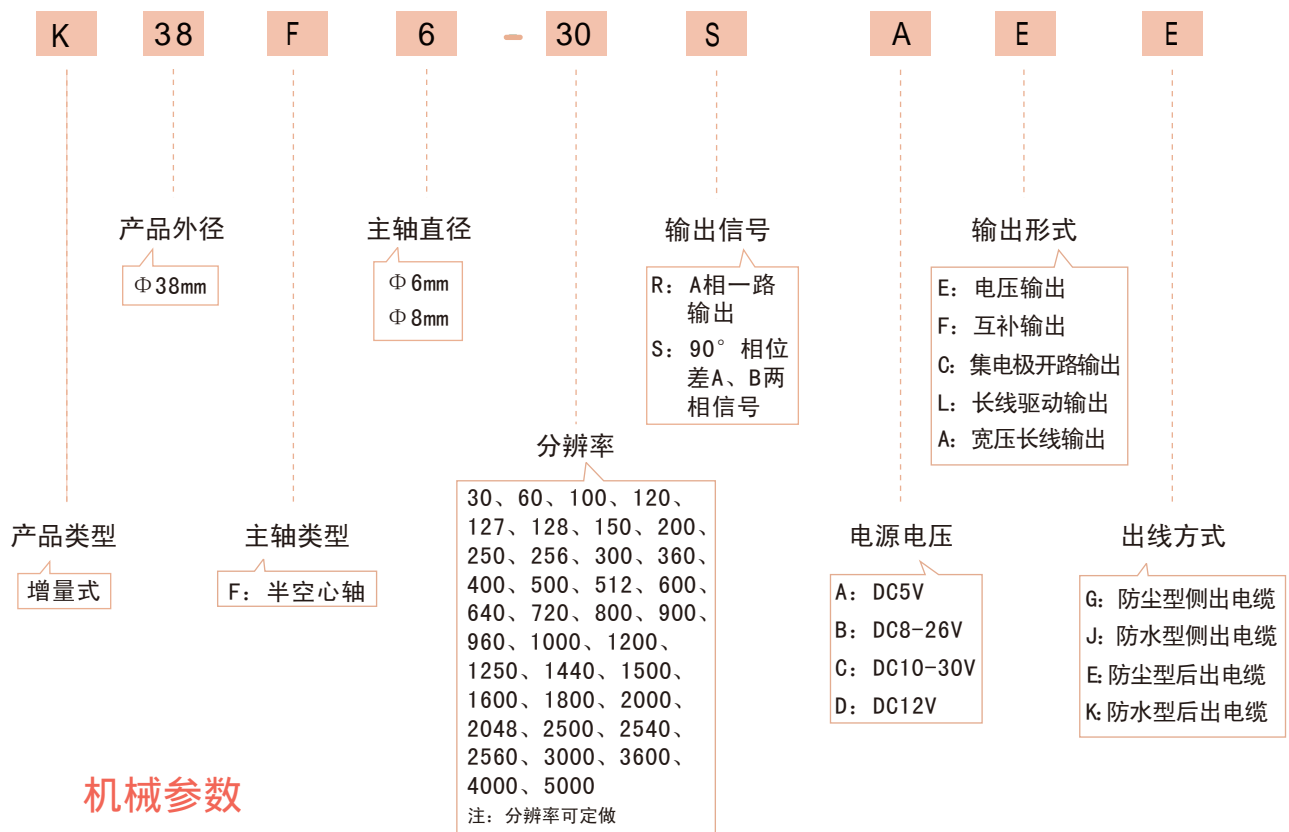 K 38 F 6 - 30 S A E E
产品外径
Φ38mm
主轴直径
Φ6mm
Φ8mm
输出信号
R: A相一路
输出
S: 90°相位
差A、B两
相信号
输出形式
E: 电压输出
F: 互补输出
C: 集电极开路输出
L: 长线驱动输出
A: 宽压长线输出
产品类型
增量式
主轴类型
F: 半空心轴
分辨率
30、60、100、120、
127、128、150、200、
250、256、300、360、
400、500、512、600、
640、720、800、900、
960、1000、1200、
1250、1440、1500、
1600、1800、2000、
2048、2500、2540、
2560、3000、3600、
4000、5000
注: 分辨率可定做
电源电压
A: DC5V
B: DC8-26V
C: DC10-30V
D: DC12V
出线方式
G: 防尘型侧出电缆
J: 防水型侧出电缆
E: 防尘型后出电缆
K: 防水型后出电缆
机械参数